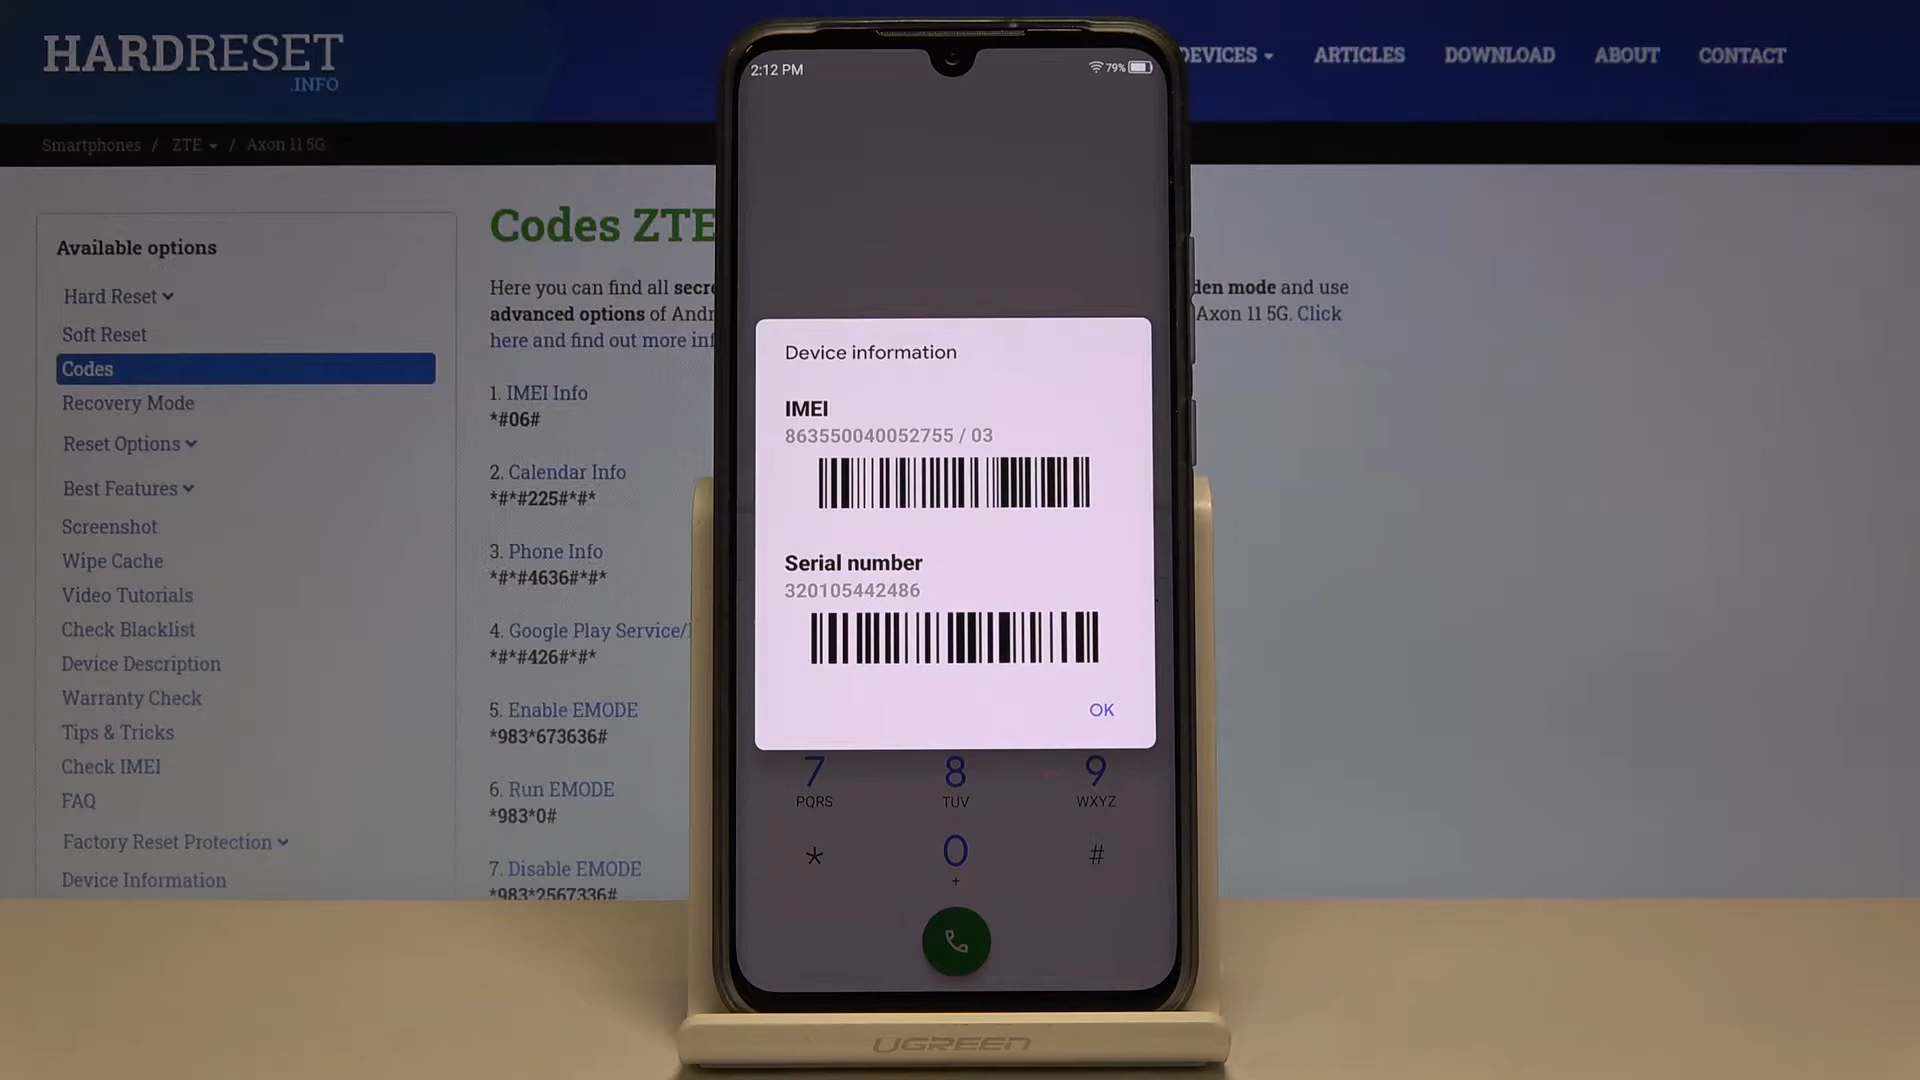 HARDRESET
.INFO
DEVICES
ARTICLES
DOWNLOAD
ABOUT
CONTACT
Smartphones / ZTE / Axon 11 5G
Available options
Hard Reset
Soft Reset
Codes
Recovery Mode
Reset Options
Best Features
Screenshot
Wipe Cache
Video Tutorials
Check Blacklist
Device Description
Warranty Check
Tips & Tricks
Check IMEI
FAQ
Factory Reset Protection
Device Information
Codes ZTE
Here you can find all
advanced options of
here and find out more
mode and use
Axon 11 5G. Click
1. IMEI Info
*#06#
2. Calendar Info
*#*#225#*#*
3. Phone Info
*#*#4636#*#*
4. Google Play Service/
*#*#426#*#*
5. Enable EMODE
*983*673636#
6. Run EMODE
*983*0#
7. Disable EMODE
*983*2567336#
2:12 PM
79%
Device information
IMEI
863550040052755 / 03
Serial number
320105442486
OK
7 8 9
PQRS TUV WXYZ
* 0 #
+
UGREEN